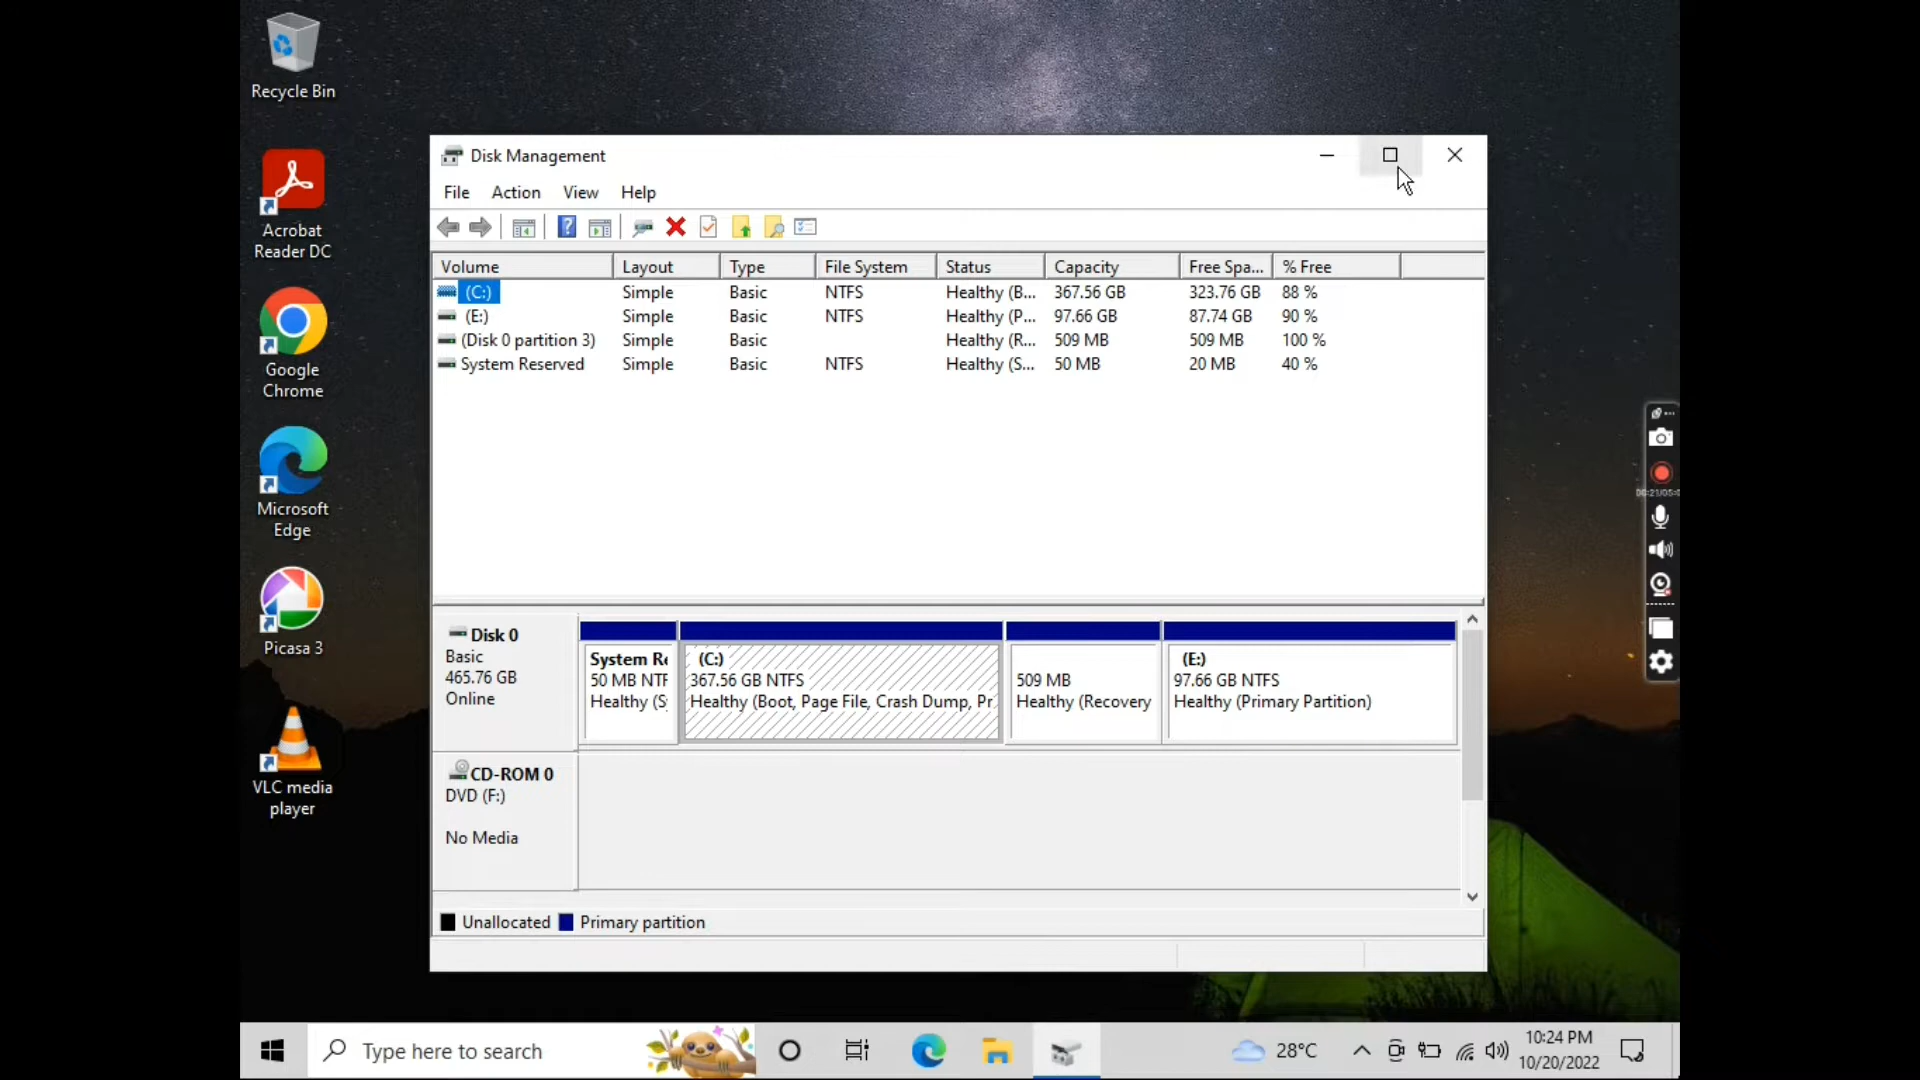 Recycle Bin
Acrobat
Reader DC
Google
Chrome
Microsoft
Edge
Picasa 3
VLC media
player
Disk Management
File Action View Help
Volume Layout Type File System Status Capacity Free Spa... % Free
(C:) Simple Basic NTFS Healthy (B... 367.56 GB 323.76 GB 88 %
(E:) Simple Basic NTFS Healthy (P... 97.66 GB 87.74 GB 90 %
(Disk 0 partition 3) Simple Basic Healthy (R... 509 MB 509 MB 100 %
System Reserved Simple Basic NTFS Healthy (S... 50 MB 20 MB 40 %
Disk 0
Basic
465.76 GB
Online
System Re
50 MB NTF
Healthy (S
(C:)
367.56 GB NTFS
Healthy (Boot, Page File, Crash Dump, Pr
509 MB
Healthy (Recovery
(E:)
97.66 GB NTFS
Healthy (Primary Partition)
CD-ROM 0
DVD (F:)
No Media
Unallocated Primary partition
Type here to search
28°C
10:24 PM
10/20/2022